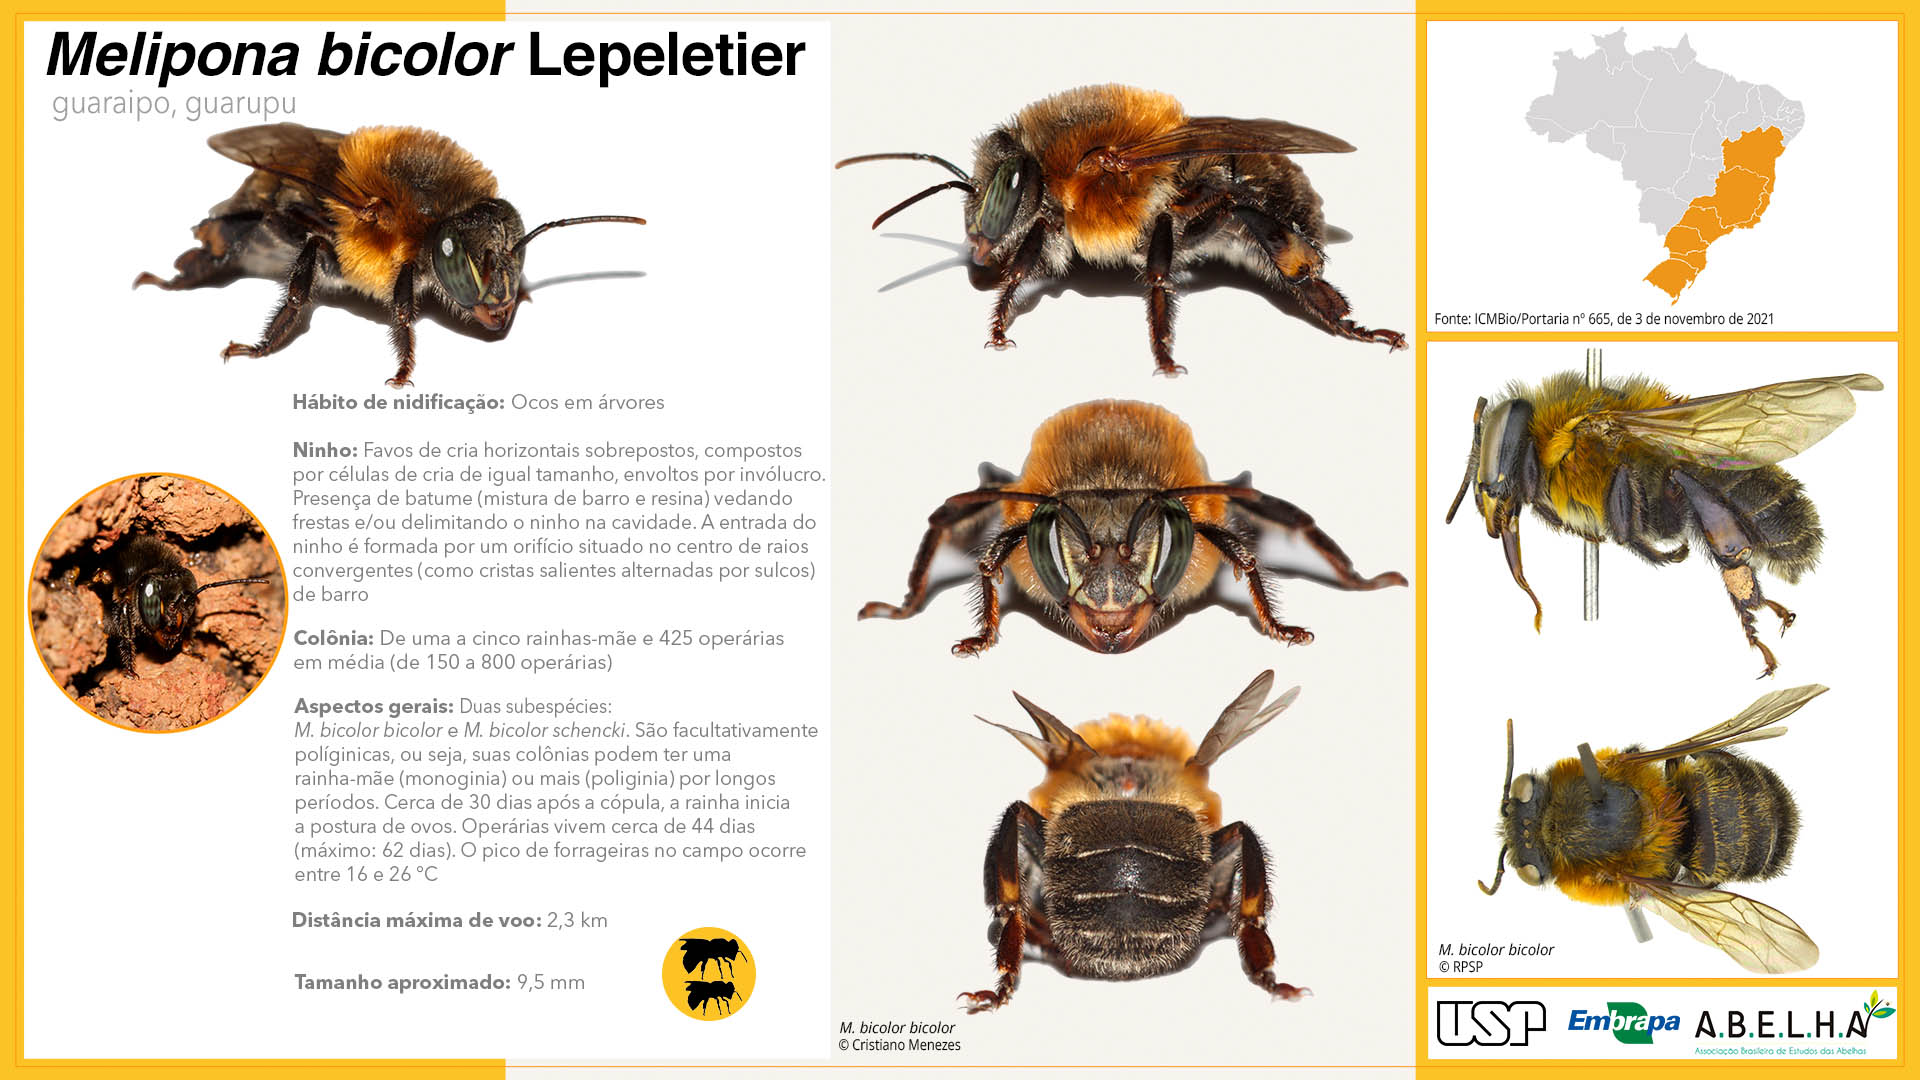 Melipona bicolor Lepeletier
guaraipo, guarupu
Hábito de nidificação: Ocos em árvores
Ninho: Favos de cria horizontais sobrepostos, compostos
por células de cria de igual tamanho, envoltos por invólucro.
Presença de batume (mistura de barro e resina) vedando
frestas e/ou delimitando o ninho na cavidade. A entrada do
ninho é formada por um orifício situado no centro de raios
convergentes (como cristas salientes alternadas por sulcos)
de barro
Colônia: De uma a cinco rainhas-mãe e 425 operárias
em média (de 150 a 800 operárias)
Aspectos gerais: Duas subespécies:
M. bicolor bicolor e M. bicolor schencki. São facultativamente
políginicas, ou seja, suas colônias podem ter uma
rainha-mãe (monoginia) ou mais (poliginia) por longos
períodos. Cerca de 30 dias após a cópula, a rainha inicia
a postura de ovos. Operárias vivem cerca de 44 dias
(máximo: 62 dias). O pico de forrageiras no campo ocorre
entre 16 e 26 °C
Distância máxima de voo: 2,3 km
Tamanho aproximado: 9,5 mm
M. bicolor bicolor
© Cristiano Menezes
Fonte: ICMBio/Portaria nº 665, de 3 de novembro de 2021
M. bicolor bicolor
© RPSP
USP
Embrapa
A.B.E.L.H.A
Associação Brasileira de Estudos das Abelhas